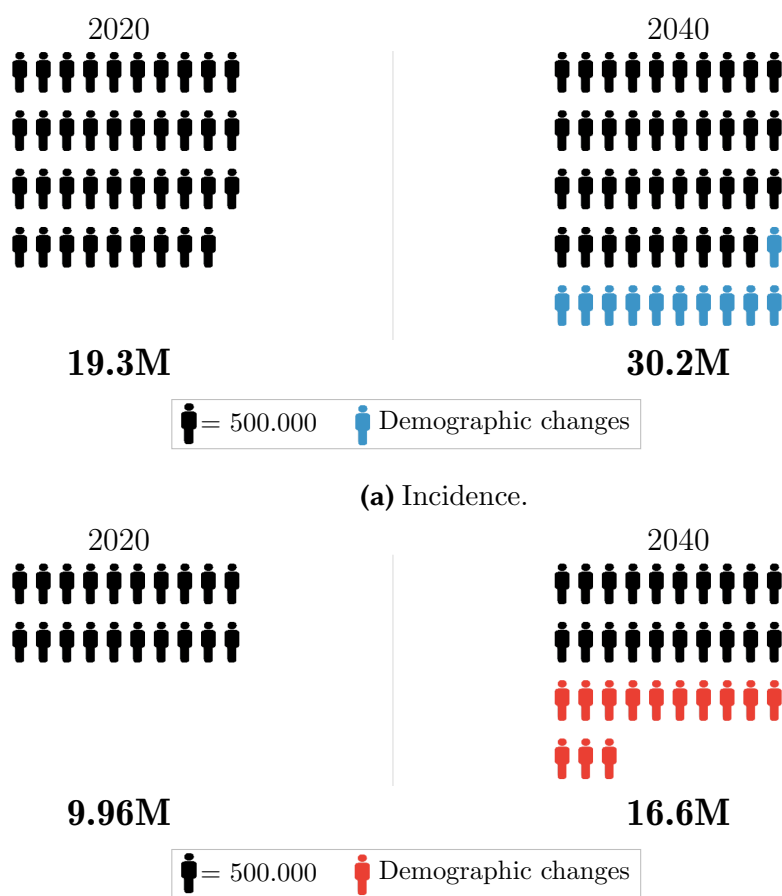 2020 2040
19.3M 30.2M
= 500.000 Demographic changes
(a) Incidence.
2020 2040
9.96M 16.6M
= 500.000 Demographic changes